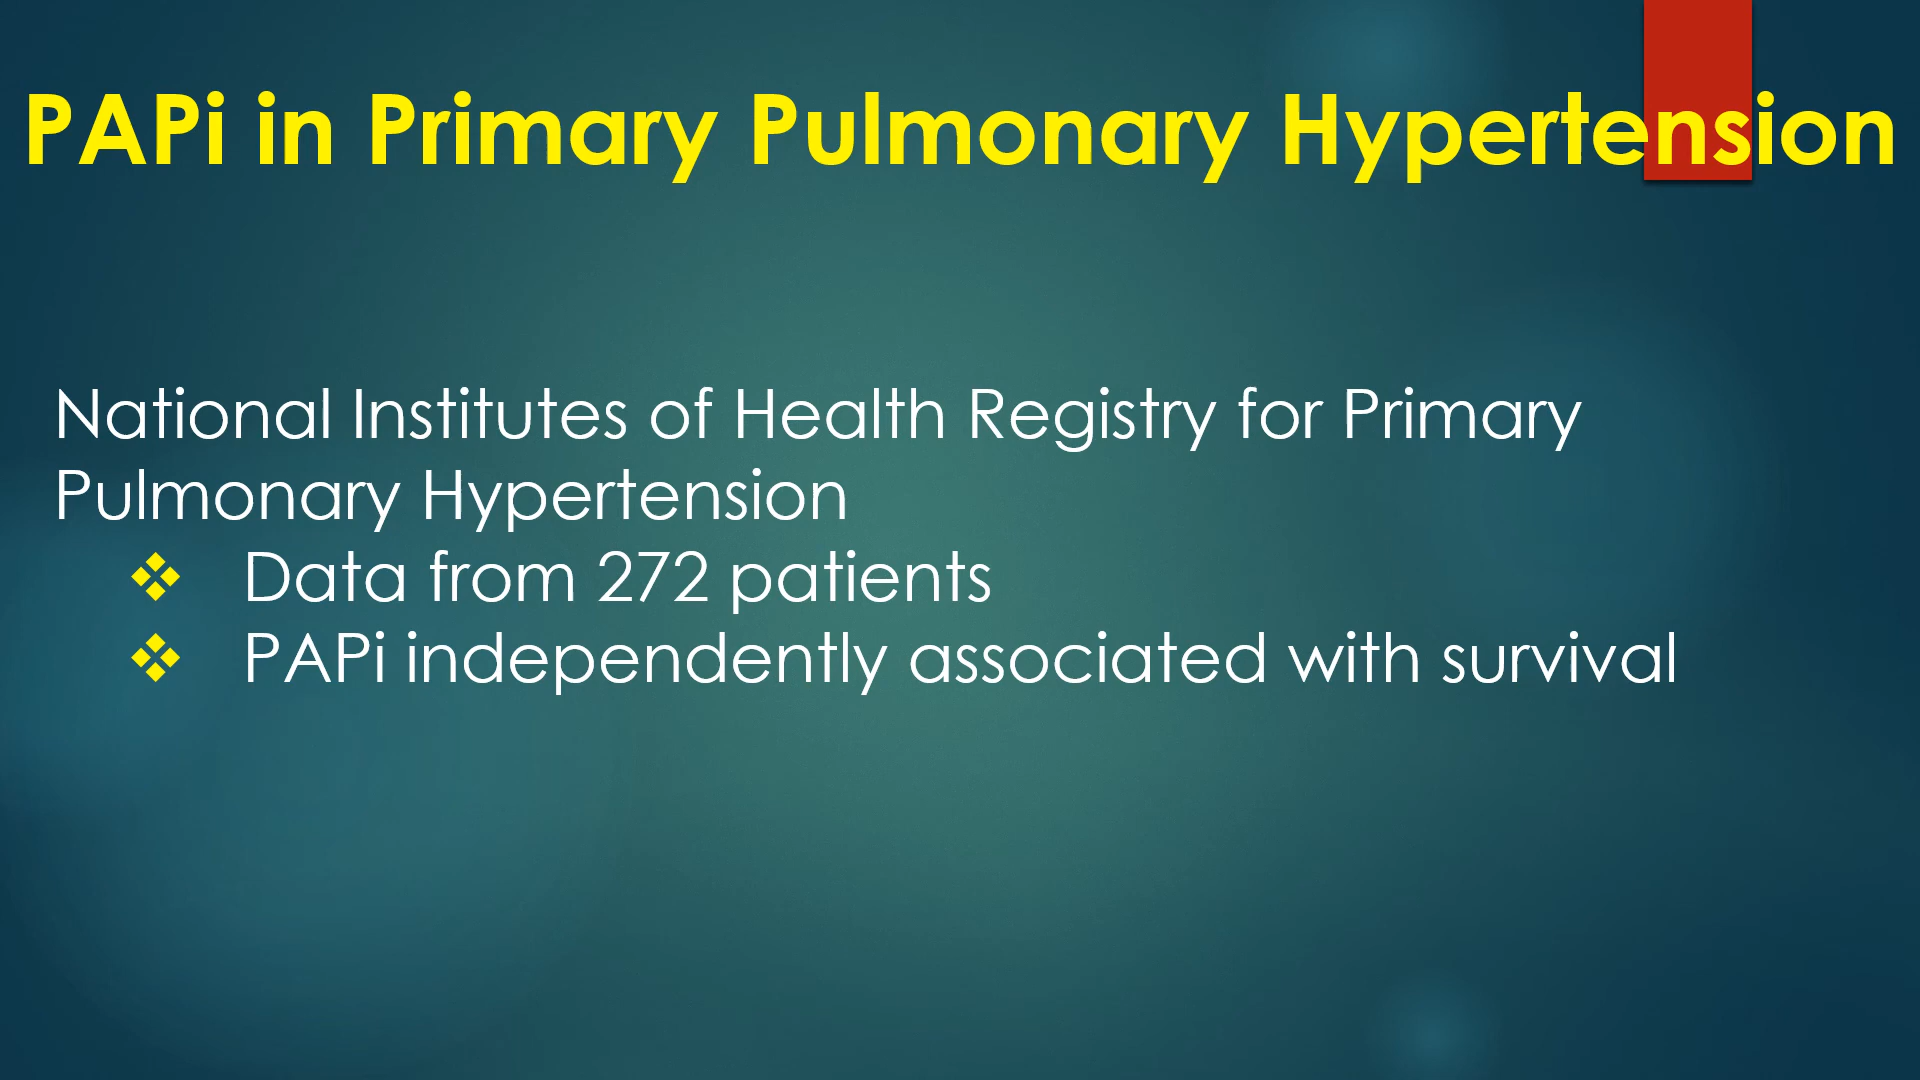 PAPi in Primary Pulmonary Hypertension
National Institutes of Health Registry for Primary
Pulmonary Hypertension
❖ Data from 272 patients
❖ PAPi independently associated with survival